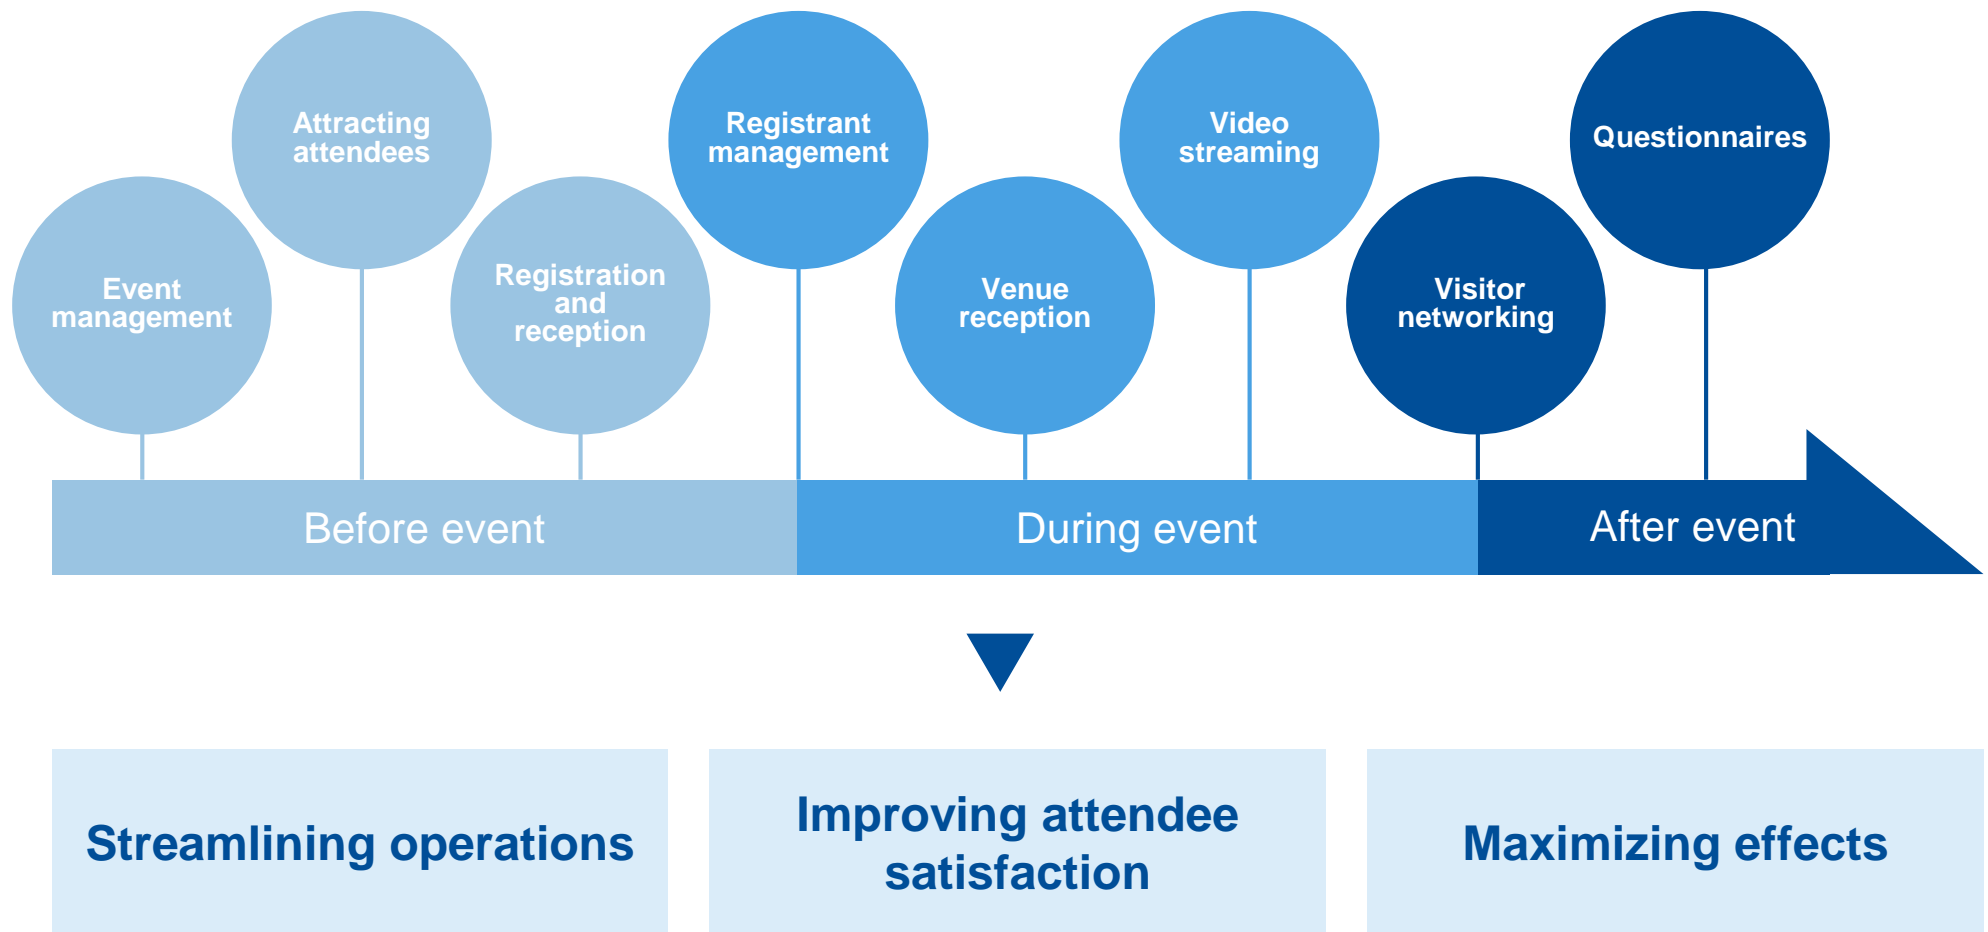 Event
management
Attracting
attendees
Registration
and
reception
Registrant
management
Venue
reception
Video
streaming
Visitor
networking
Questionnaires
Before event
During event
After event
Streamlining operations
Improving attendee
satisfaction
Maximizing effects